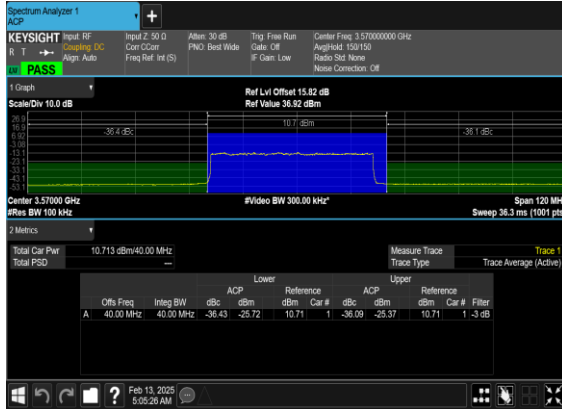 Spectrum Analyzer 1
ACP
+
KEYSIGHT Input: RF Input Z: 50 Ω Atten: 30 dB Trig: Free Run Center Freq: 3.570000000 GHz
R T Coupling: DC Corr CCorr PNO: Best Wide Gate: Off Avg|Hold: 150/150
Align: Auto Freq Ref: Int (S) IF Gain: Low Radio Std: None
PASS Noise Correction: Off
1 Graph
Scale/Div 10.0 dB
Ref Lvl Offset 15.82 dB
Ref Value 36.92 dBm
26.9
16.9
6.92
-3.08
-13.1
-23.1
-33.1
-43.1
-53.1
-36.4 dBc 10.7 dBm -36.1 dBc
Center 3.57000 GHz #Video BW 300.00 kHz* Span 120 MH
#Res BW 100 kHz Sweep 36.3 ms (1001 pts
2 Metrics
Total Car Pwr 10.713 dBm/40.00 MHz Measure Trace Trace 1
Total PSD — Trace Type Trace Average (Active)
Lower Upper
ACP Reference ACP Reference
Offs Freq Integ BW dBc dBm dBm Car # dBc dBm dBm Car # Filter
A 40.00 MHz 40.00 MHz -36.43 -25.72 10.71 1 -36.09 -25.37 10.71 1 -3 dB
? Feb 13, 2025
5:05:26 AM